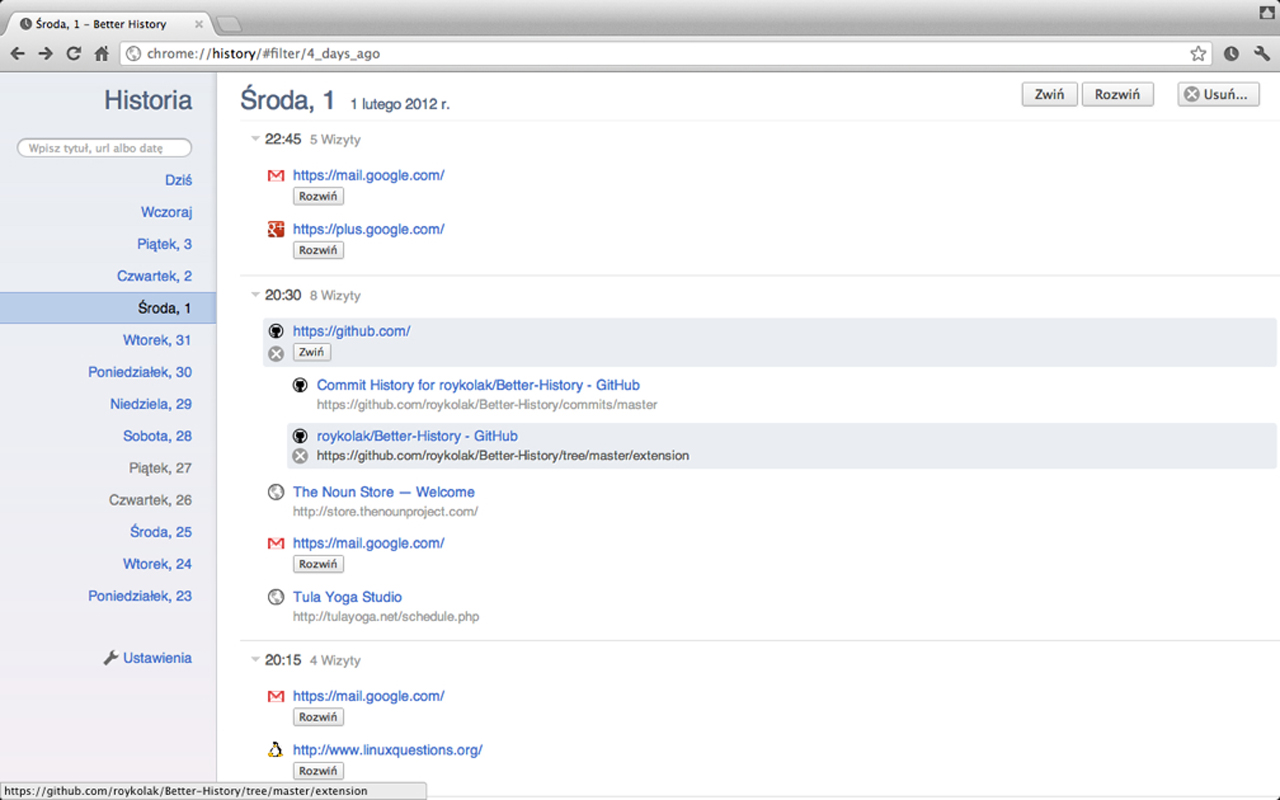 Środa, 1 – Better History
chrome://history/#filter/4_days_ago
Historia
Wpisz tytuł, url albo datę
Dziś
Wczoraj
Piątek, 3
Czwartek, 2
Środa, 1
Wtorek, 31
Poniedziałek, 30
Niedziela, 29
Sobota, 28
Piątek, 27
Czwartek, 26
Środa, 25
Wtorek, 24
Poniedziałek, 23
Ustawienia
Środa, 1 1 lutego 2012 r.
Zwiń Rozwiń Usuń...
22:45 5 Wizyty
https://mail.google.com/
Rozwiń
https://plus.google.com/
Rozwiń
20:30 8 Wizyty
https://github.com/
Zwiń
Commit History for roykolak/Better-History - GitHub
https://github.com/roykolak/Better-History/commits/master
roykolak/Better-History - GitHub
https://github.com/roykolak/Better-History/tree/master/extension
The Noun Store — Welcome
http://store.thenounproject.com/
https://mail.google.com/
Rozwiń
Tula Yoga Studio
http://tulayoga.net/schedule.php
20:15 4 Wizyty
https://mail.google.com/
Rozwiń
http://www.linuxquestions.org/
Rozwiń
https://github.com/roykolak/Better-History/tree/master/extension